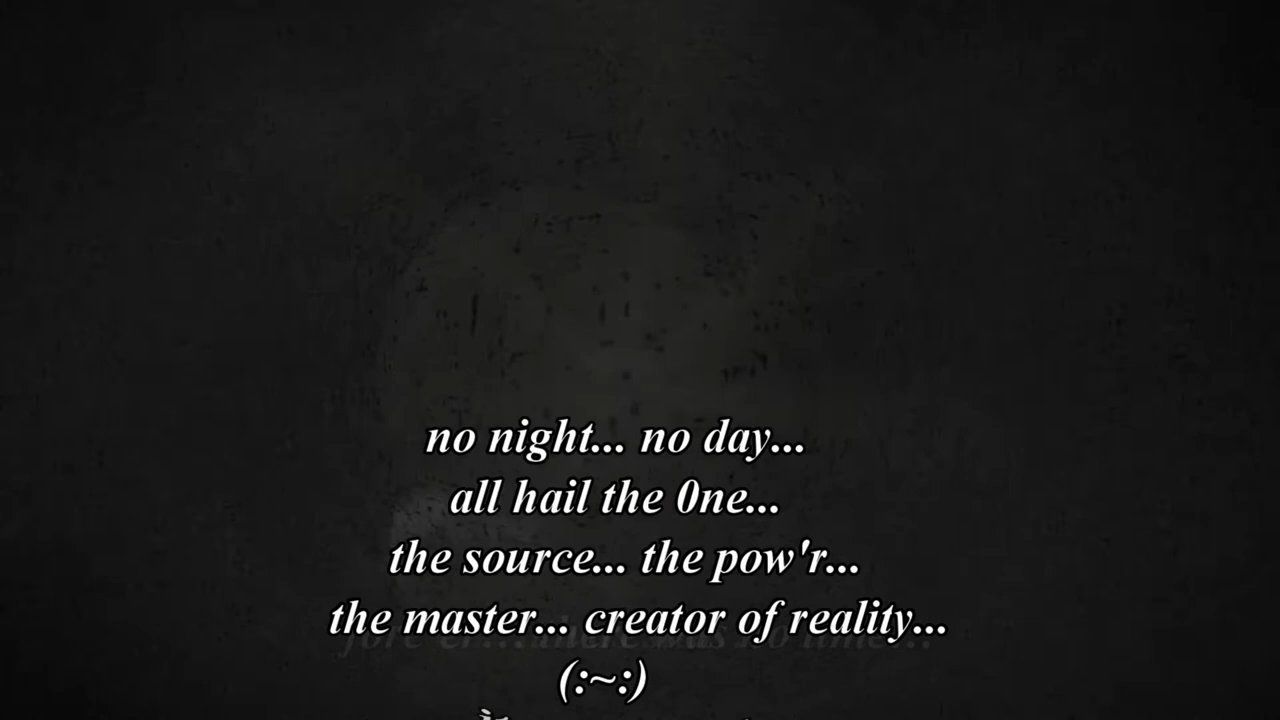 no night... no day...
all hail the 0ne...
the source... the pow'r...
the master... creator of reality...
(:~:)